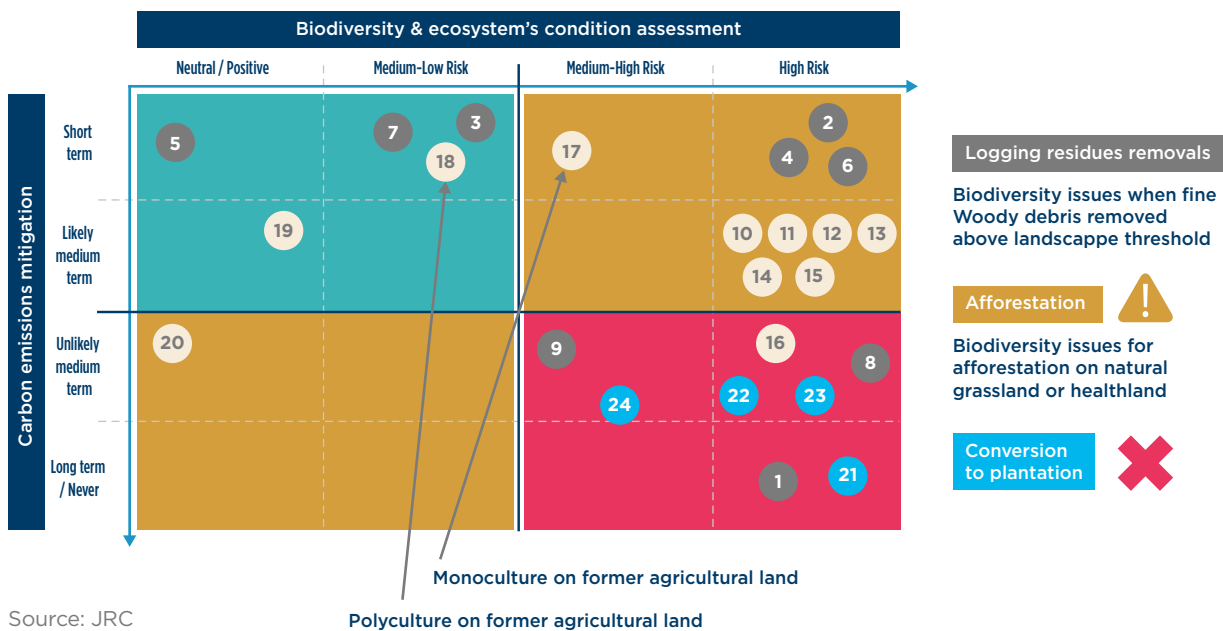 Biodiversity & ecosystem's condition assessment
Neutral / Positive
Medium-Low Risk
Medium-High Risk
High Risk
Carbon emissions mitigation
Short
term
5
7
3
18
17
2
4
6
Likely
medium
term
19
10
11
12
13
14
15
Unlikely
medium
term
20
9
16
8
24
22
23
Long term
/ Never
1
21
Monoculture on former agricultural land
Polyculture on former agricultural land
Source: JRC
Logging residues removals
Biodiversity issues when fine
Woody debris removed
above landscappe threshold
Afforestation
!
Biodiversity issues for
afforestation on natural
grassland or healthland
Conversion
to plantation